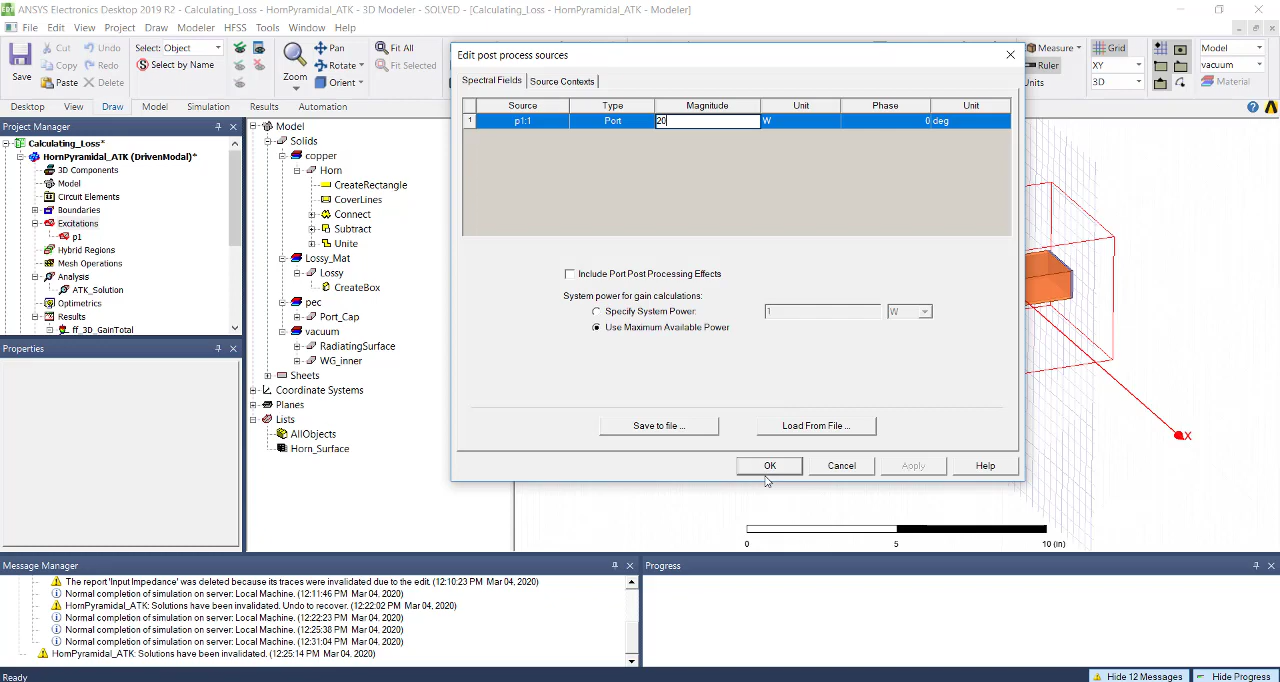 ANSYS Electronics Desktop 2019 R2 - Calculating_Loss - HornPyramidal_ATK - 3D Modeler - SOLVED - [Calculating_Loss - HornPyramidal_ATK - Modeler]
File Edit View Project Draw Modeler HFSS Tools Window Help
Save
Cut Undo
Copy Redo
Paste Delete
Select: Object
Select by Name
Zoom
Pan
Rotate
Orient
Fit All
Fit Selected
Measure
Ruler
Units
Grid
XY
3D
Model
vacuum
Material
Desktop View Draw Model Simulation Results Automation
Project Manager
Calculating_Loss*
HornPyramidal_ATK (DrivenModal)*
3D Components
Model
Circuit Elements
Boundaries
Excitations
p1
Hybrid Regions
Mesh Operations
Analysis
ATK_Solution
Optimetrics
Results
ff_3D_GainTotal
Properties
Model
Solids
copper
Horn
CreateRectangle
CoverLines
Connect
Subtract
Unite
Lossy_Mat
Lossy
CreateBox
pec
Port_Cap
vacuum
RadiatingSurface
WG_inner
Sheets
Coordinate Systems
Planes
Lists
AllObjects
Horn_Surface
Edit post process sources
Spectral Fields Source Contexts
Source Type Magnitude Unit Phase Unit
1 p1:1 Port 20 W 0 deg
Include Port Post Processing Effects
System power for gain calculations:
Specify System Power: 1 W
Use Maximum Available Power
Save to file ... Load From File ...
OK Cancel Apply Help
X
0 5 10 (in)
Message Manager
The report 'Input Impedance' was deleted because its traces were invalidated due to the edit. (12:10:23 PM Mar 04, 2020)
Normal completion of simulation on server: Local Machine. (12:11:46 PM Mar 04, 2020)
HornPyramidal_ATK: Solutions have been invalidated. Undo to recover. (12:22:02 PM Mar 04, 2020)
Normal completion of simulation on server: Local Machine. (12:22:23 PM Mar 04, 2020)
Normal completion of simulation on server: Local Machine. (12:25:38 PM Mar 04, 2020)
Normal completion of simulation on server: Local Machine. (12:31:04 PM Mar 04, 2020)
HornPyramidal_ATK: Solutions have been invalidated. (12:25:14 PM Mar 04, 2020)
Progress
Ready
Hide 12 Messages
Hide Progress